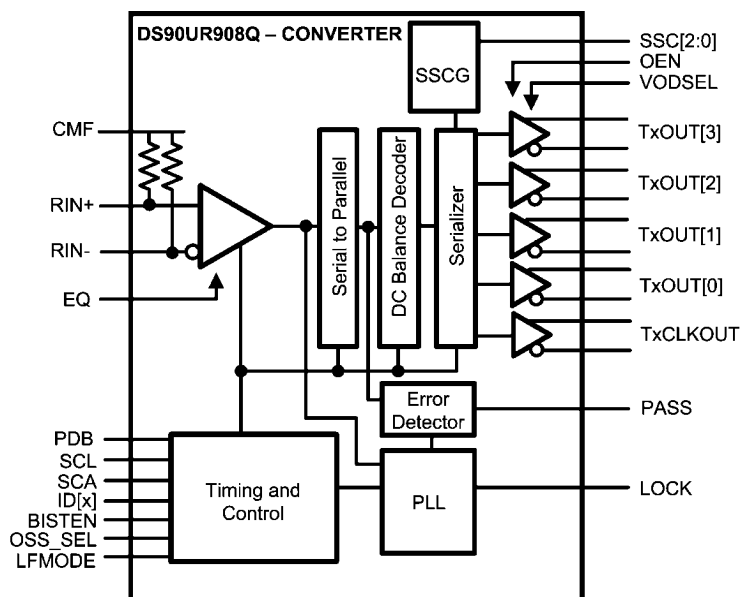 DS90UR908Q – CONVERTER
SSCG
SSC[2:0]
OEN
VODSEL
CMF
RIN+
RIN-
EQ
Serial to Parallel
DC Balance Decoder
Serializer
TxOUT[3]
TxOUT[2]
TxOUT[1]
TxOUT[0]
TxCLKOUT
Error
Detector
PASS
PDB
SCL
SCA
ID[x]
BISTEN
OSS_SEL
LFMODE
Timing and
Control
PLL
LOCK